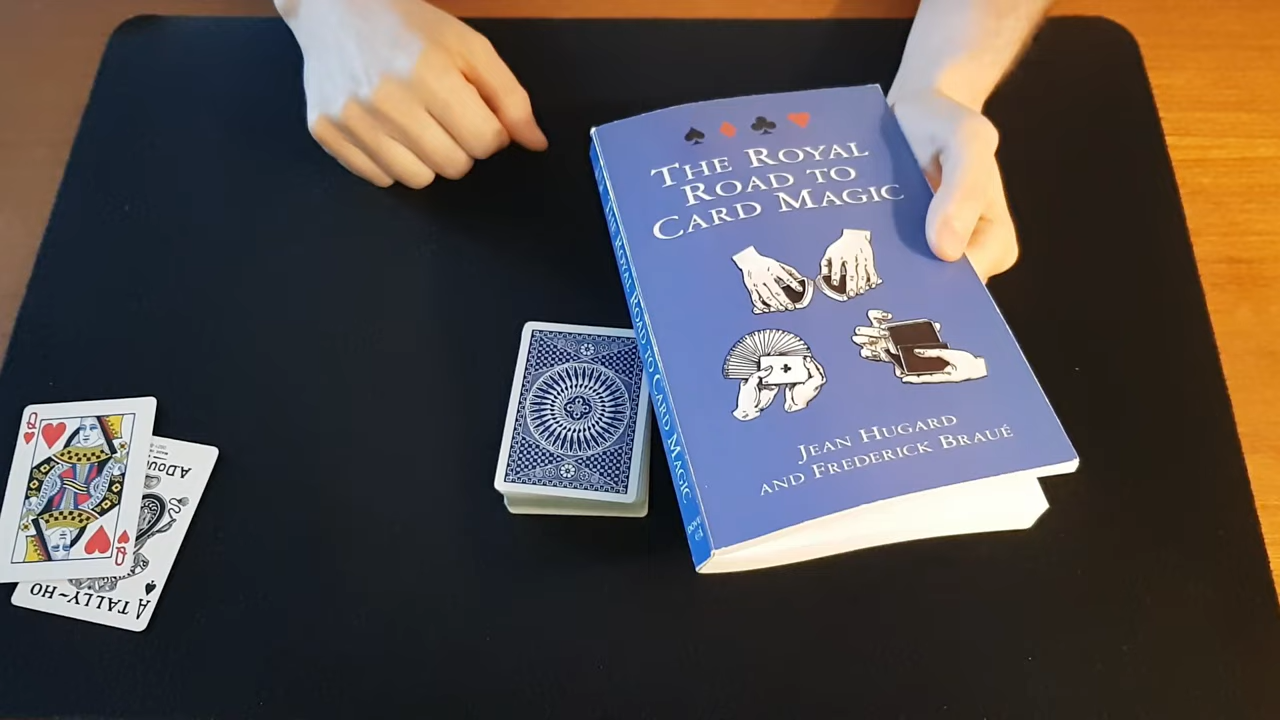 THE ROYAL
ROAD TO
CARD MAGIC
JEAN HUGARD
AND FREDERICK BRAUÉ
THE ROYAL ROAD TO CARD MAGIC
DOVER
Q
Q
A
TALLY-HO